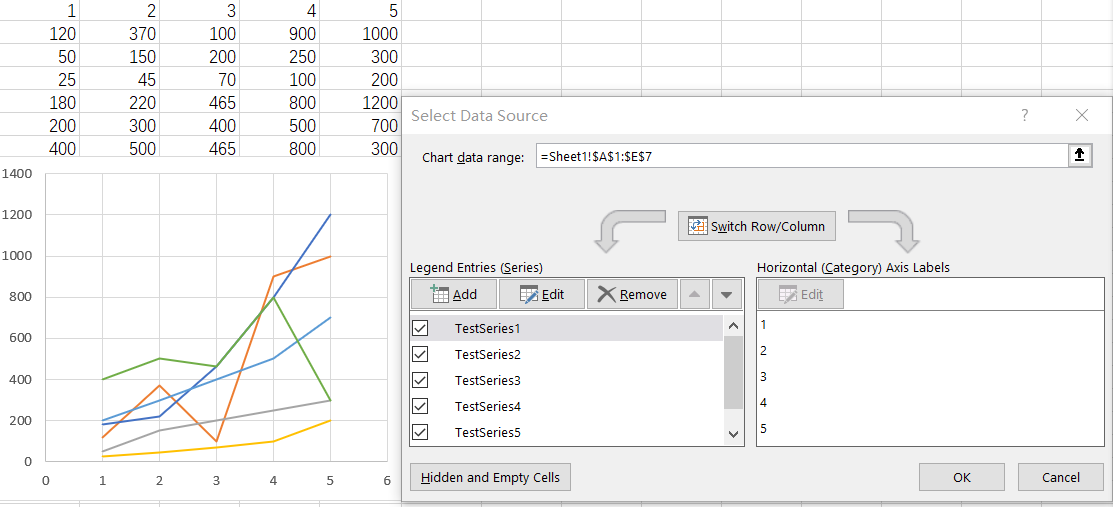 1 2 3 4 5
120 370 100 900 1000
50 150 200 250 300
25 45 70 100 200
180 220 465 800 1200
200 300 400 500 700
400 500 465 800 300
1400
1200
1000
800
600
400
200
0
0 1 2 3 4 5 6
Select Data Source
?
Chart data range: =Sheet1!$A$1:$E$7
Switch Row/Column
Legend Entries (Series)
Add Edit Remove
TestSeries1
TestSeries2
TestSeries3
TestSeries4
TestSeries5
Horizontal (Category) Axis Labels
Edit
1
2
3
4
5
Hidden and Empty Cells
OK Cancel